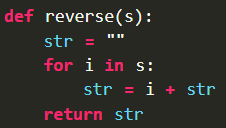 def reverse(s):
    str = ""
    for i in s:
        str = i + str
    return str